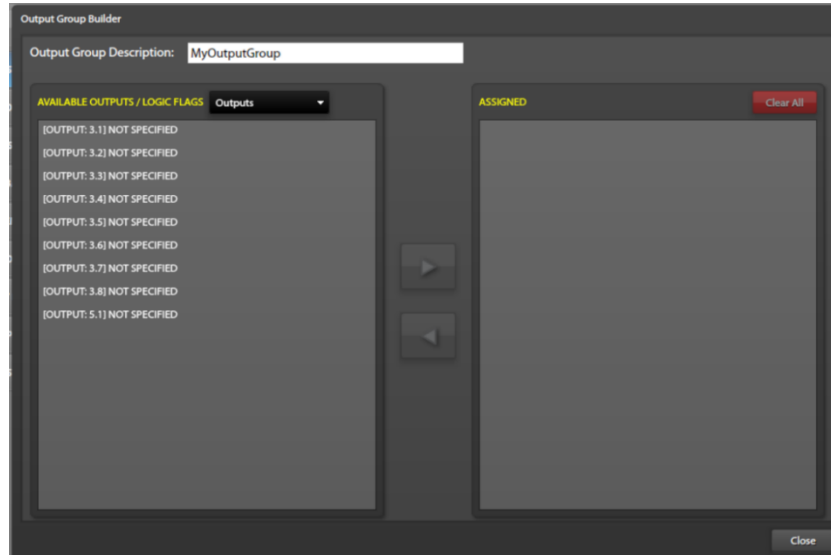 Output Group Builder
Output Group Description: MyOutputGroup
AVAILABLE OUTPUTS / LOGIC FLAGS Outputs
ASSIGNED Clear All
[OUTPUT: 3.1] NOT SPECIFIED
[OUTPUT: 3.2] NOT SPECIFIED
[OUTPUT: 3.3] NOT SPECIFIED
[OUTPUT: 3.4] NOT SPECIFIED
[OUTPUT: 3.5] NOT SPECIFIED
[OUTPUT: 3.6] NOT SPECIFIED
[OUTPUT: 3.7] NOT SPECIFIED
[OUTPUT: 3.8] NOT SPECIFIED
[OUTPUT: 5.1] NOT SPECIFIED
Close